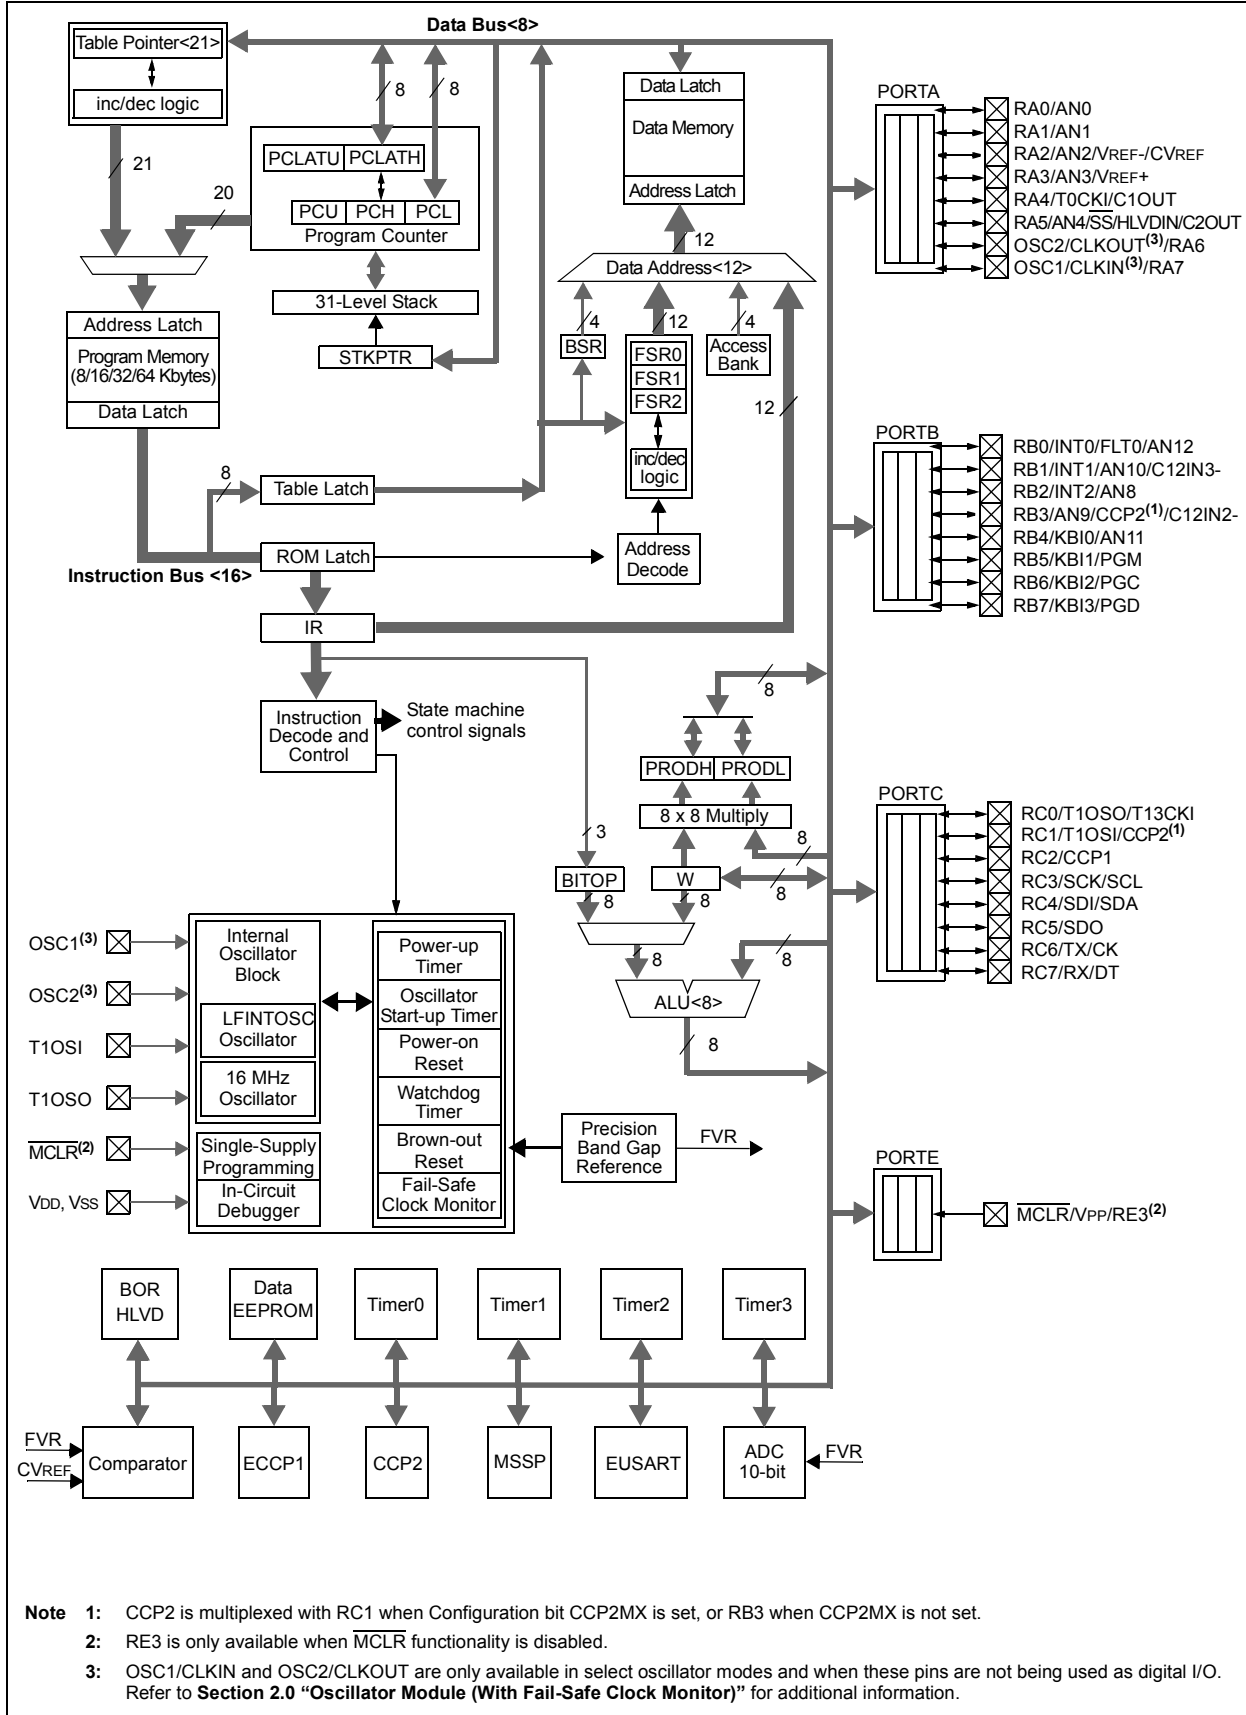 Data Bus<8>
Table Pointer<21>
inc/dec logic
21
20
8
8
PCLATU PCLATH
PCU PCH PCL
Program Counter
31-Level Stack
STKPTR
Address Latch
Program Memory
(8/16/32/64 Kbytes)
Data Latch
8
Table Latch
ROM Latch
Instruction Bus <16>
IR
Data Latch
Data Memory
Address Latch
12
Data Address<12>
4
12
4
BSR
FSR0
FSR1
FSR2
inc/dec
logic
Access
Bank
12
Address
Decode
Instruction
Decode and
Control
State machine
control signals
8
PRODH PRODL
8 x 8 Multiply
3
8
BITOP
W
8
8
8
8
8
ALU<8>
8
OSC1(3)
OSC2(3)
T1OSI
T1OSO
MCLR(2)
VDD, VSS
Internal
Oscillator
Block
LFINTOSC
Oscillator
16 MHz
Oscillator
Single-Supply
Programming
In-Circuit
Debugger
Power-up
Timer
Oscillator
Start-up Timer
Power-on
Reset
Watchdog
Timer
Brown-out
Reset
Fail-Safe
Clock Monitor
Precision
Band Gap
Reference
FVR
PORTA
RA0/AN0
RA1/AN1
RA2/AN2/VREF-/CVREF
RA3/AN3/VREF+
RA4/T0CKI/C1OUT
RA5/AN4/SS/HLVDIN/C2OUT
OSC2/CLKOUT(3)/RA6
OSC1/CLKIN(3)/RA7
PORTB
RB0/INT0/FLT0/AN12
RB1/INT1/AN10/C12IN3-
RB2/INT2/AN8
RB3/AN9/CCP2(1)/C12IN2-
RB4/KBI0/AN11
RB5/KBI1/PGM
RB6/KBI2/PGC
RB7/KBI3/PGD
PORTC
RC0/T1OSO/T13CKI
RC1/T1OSI/CCP2(1)
RC2/CCP1
RC3/SCK/SCL
RC4/SDI/SDA
RC5/SDO
RC6/TX/CK
RC7/RX/DT
PORTE
MCLR/VPP/RE3(2)
BOR
HLVD
Data
EEPROM
Timer0
Timer1
Timer2
Timer3
FVR
CVREF
Comparator
ECCP1
CCP2
MSSP
EUSART
ADC
10-bit
FVR
Note 1: CCP2 is multiplexed with RC1 when Configuration bit CCP2MX is set, or RB3 when CCP2MX is not set.
2: RE3 is only available when MCLR functionality is disabled.
3: OSC1/CLKIN and OSC2/CLKOUT are only available in select oscillator modes and when these pins are not being used as digital I/O.
Refer to Section 2.0 “Oscillator Module (With Fail-Safe Clock Monitor)” for additional information.